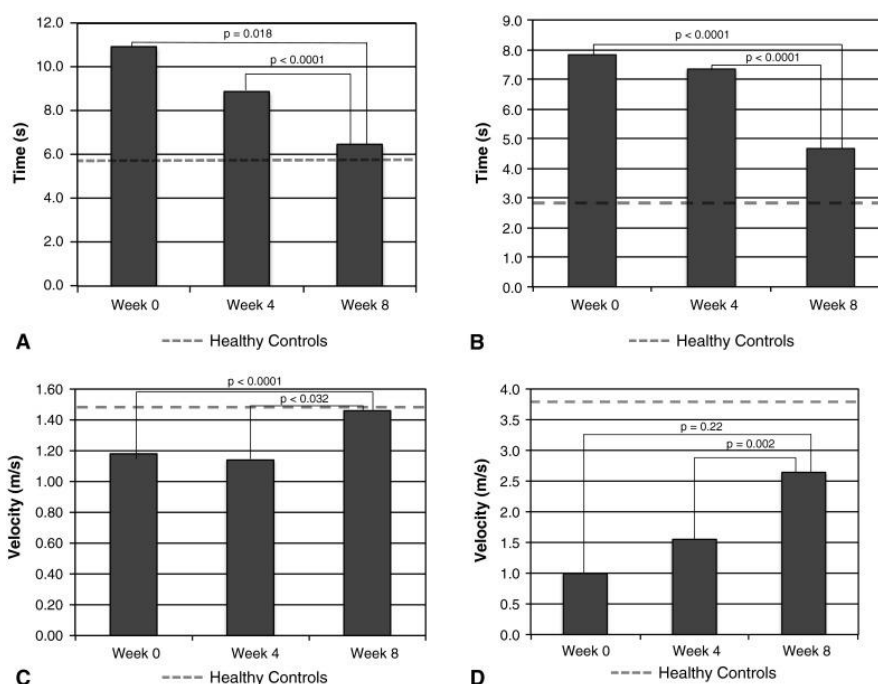 12.0
10.0
8.0
6.0
4.0
2.0
0.0
Time (s)
p = 0.018
p < 0.0001
Week 0 Week 4 Week 8
A
Healthy Controls
9.0
8.0
7.0
6.0
5.0
4.0
3.0
2.0
1.0
0.0
Time (s)
p <0.0001
p <0.0001
Week 0 Week 4 Week 8
B
Healthy Controls
1.60
1.40
1.20
1.00
0.80
0.60
0.40
0.20
0.00
Velocity (m/s)
p < 0.0001
p < 0.032
Week 0 Week 4 Week 8
C
Healthy Controls
4.0
3.5
3.0
2.5
2.0
1.5
1.0
0.5
0.0
Velocity (m/s)
p = 0.22
p = 0.002
Week 0 Week 4 Week 8
D
Healthy Controls